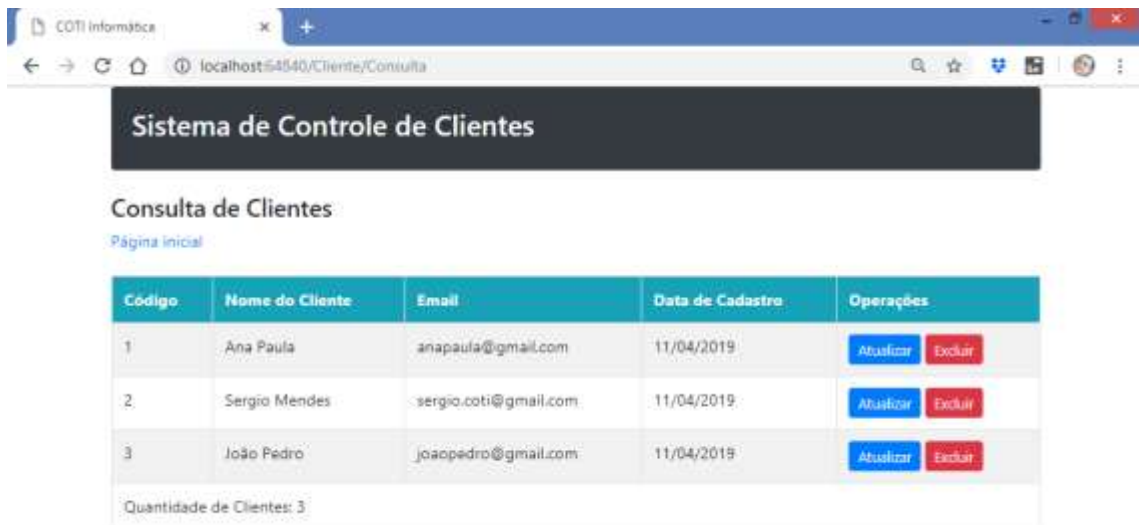 COTI Informática
localhost:64540/Cliente/Consulta
Sistema de Controle de Clientes
Consulta de Clientes
Página inicial
Código Nome do Cliente Email Data de Cadastro Operações
1 Ana Paula anapaula@gmail.com 11/04/2019 Atualizar Excluir
2 Sergio Mendes sergio.coti@gmail.com 11/04/2019 Atualizar Excluir
3 João Pedro joaopedro@gmail.com 11/04/2019 Atualizar Excluir
Quantidade de Clientes: 3